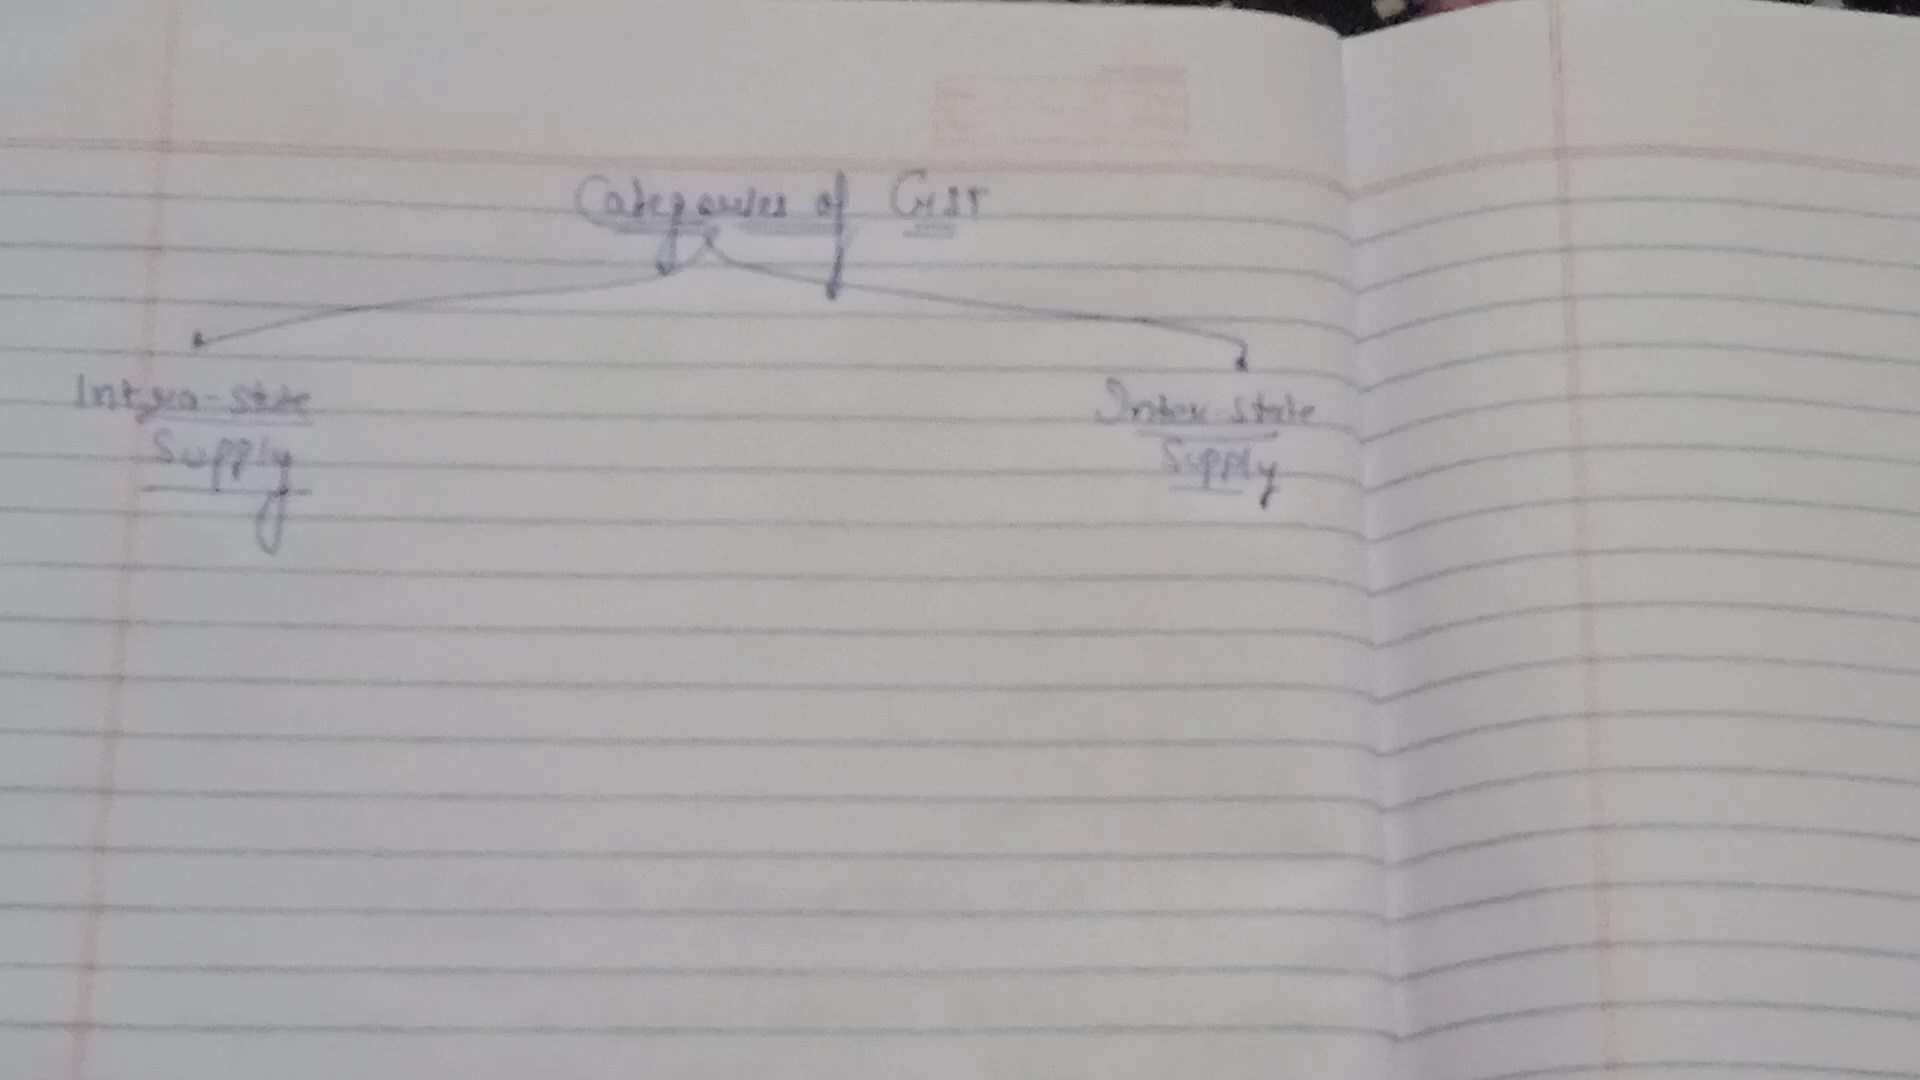 Categories of GST
Intra-state
Supply
Inter state
Supply